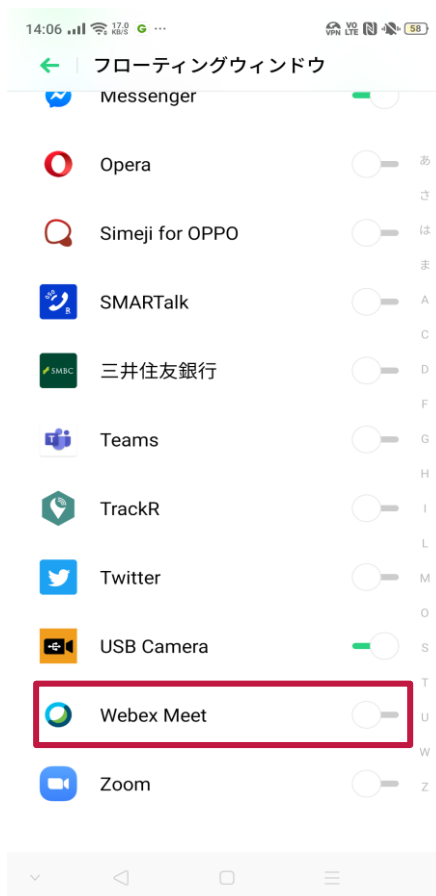 14:06 17.0 KB/S G ... VPN VO LTE N 58
フローティングウィンドウ
Messenger
Opera
あ
さ
Simeji for OPPO
は
ま
SMARTalk
A
C
SMBC 三井住友銀行
D
F
Teams
G
H
TrackR
I
L
Twitter
M
O
USB Camera
S
T
Webex Meet
U
W
Zoom
Z